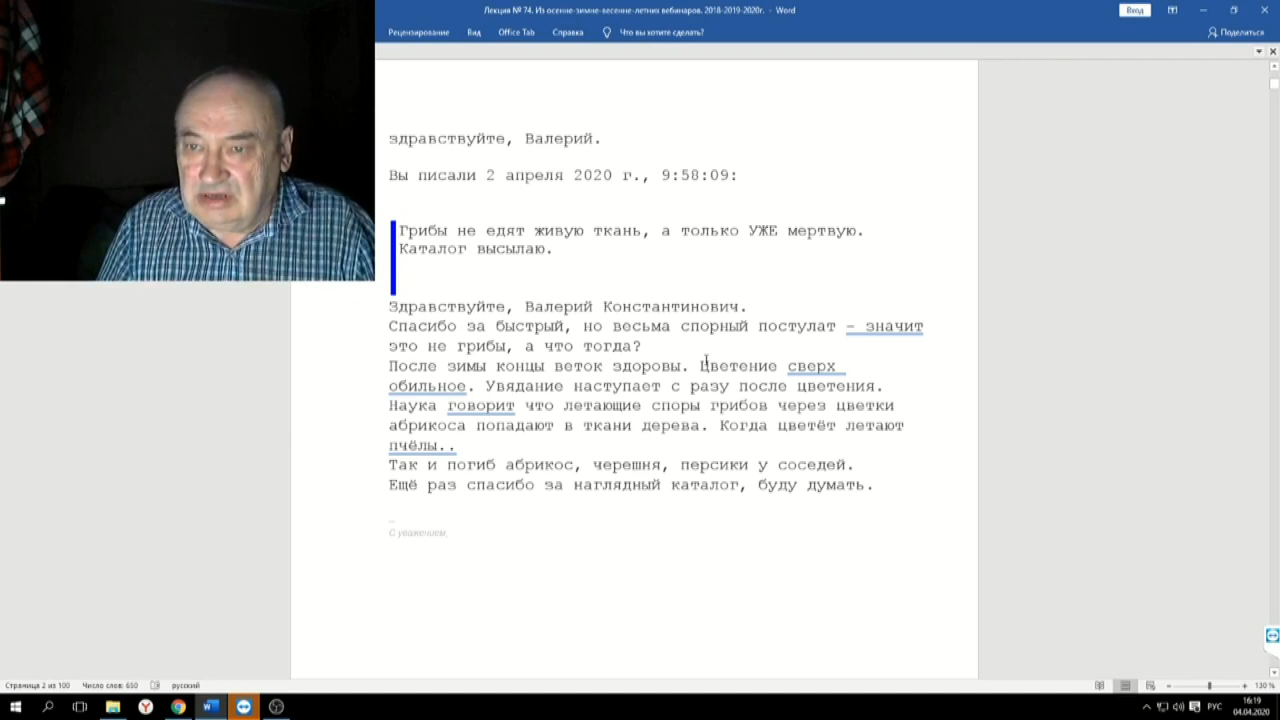 Лекция № 74. Из осенне-зимне-весенне-летних вебинаров. 2018-2019-2020г. - Word
Вход
Рецензирование Вид Office Tab Справка Что вы хотите сделать? Поделиться
здравствуйте, Валерий.
Вы писали 2 апреля 2020 г., 9:58:09:
Грибы не едят живую ткань, а только УЖЕ мертвую.
Каталог высылаю.
Здравствуйте, Валерий Константинович.
Спасибо за быстрый, но весьма спорный постулат – значит
это не грибы, а что тогда?
После зимы концы веток здоровы. Цветение сверх
обильное. Увядание наступает с разу после цветения.
Наука говорит что летающие споры грибов через цветки
абрикоса попадают в ткани дерева. Когда цветёт летают
пчёлы..
Так и погиб абрикос, черешня, персики у соседей.
Ещё раз спасибо за наглядный каталог, буду думать.
--
С уважением,
Страница 2 из 100 Число слов: 650 русский 130 %
РУС
16:19
04.04.2020